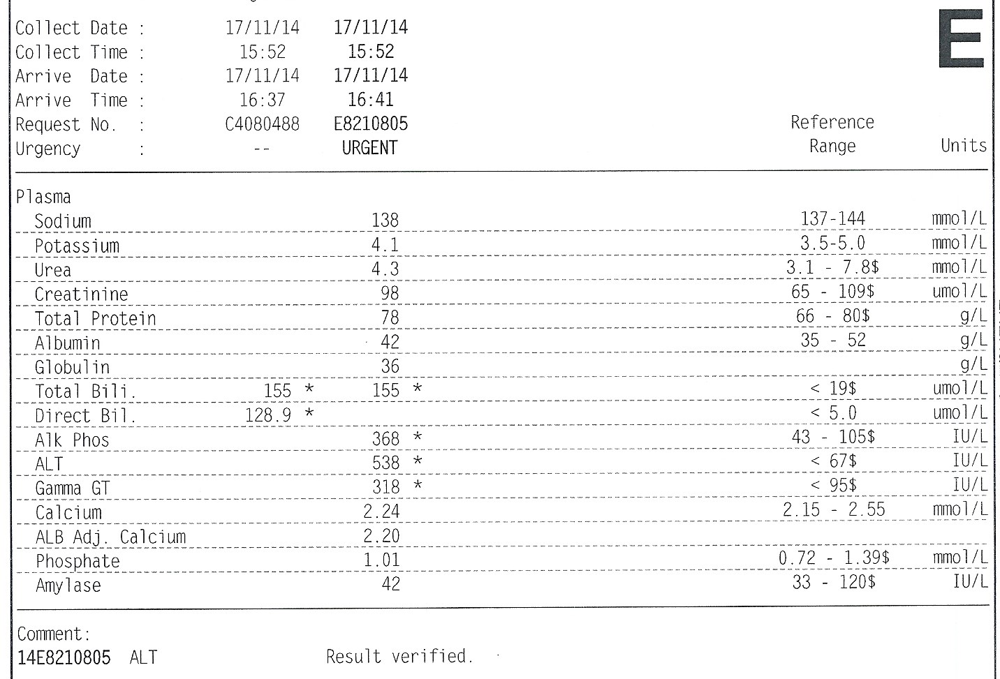 E
Collect Date : 17/11/14 17/11/14
Collect Time : 15:52 15:52
Arrive Date : 17/11/14 17/11/14
Arrive Time : 16:37 16:41
Request No. : C4080488 E8210805 Reference
Urgency : -- URGENT Range Units
Plasma
Sodium 138 137-144 mmol/L
Potassium 4.1 3.5-5.0 mmol/L
Urea 4.3 3.1 - 7.8$ mmol/L
Creatinine 98 65 - 109$ umol/L
Total Protein 78 66 - 80$ g/L
Albumin 42 35 - 52 g/L
Globulin 36 g/L
Total Bili. 155 * 155 * < 19$ umol/L
Direct Bil. 128.9 * < 5.0 umol/L
Alk Phos 368 * 43 - 105$ IU/L
ALT 538 * < 67$ IU/L
Gamma GT 318 * < 95$ IU/L
Calcium 2.24 2.15 - 2.55 mmol/L
ALB Adj. Calcium 2.20
Phosphate 1.01 0.72 - 1.39$ mmol/L
Amylase 42 33 - 120$ IU/L
Comment:
14E8210805 ALT Result verified.